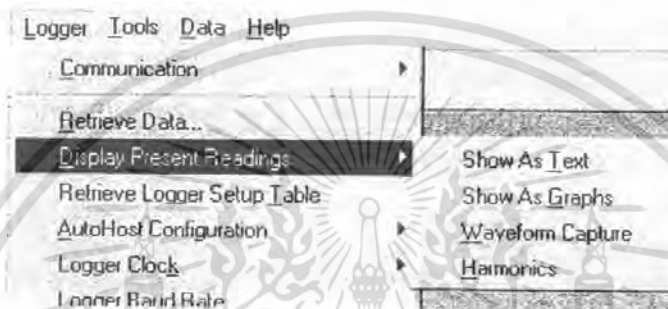 Logger Tools Data Help
Communication
Retrieve Data...
Display Present Readings
Show As Text
Retrieve Logger Setup Table
Show As Graphs
AutoHost Configuration
Waveform Capture
Logger Clock
Harmonics
Logger Baud Rate